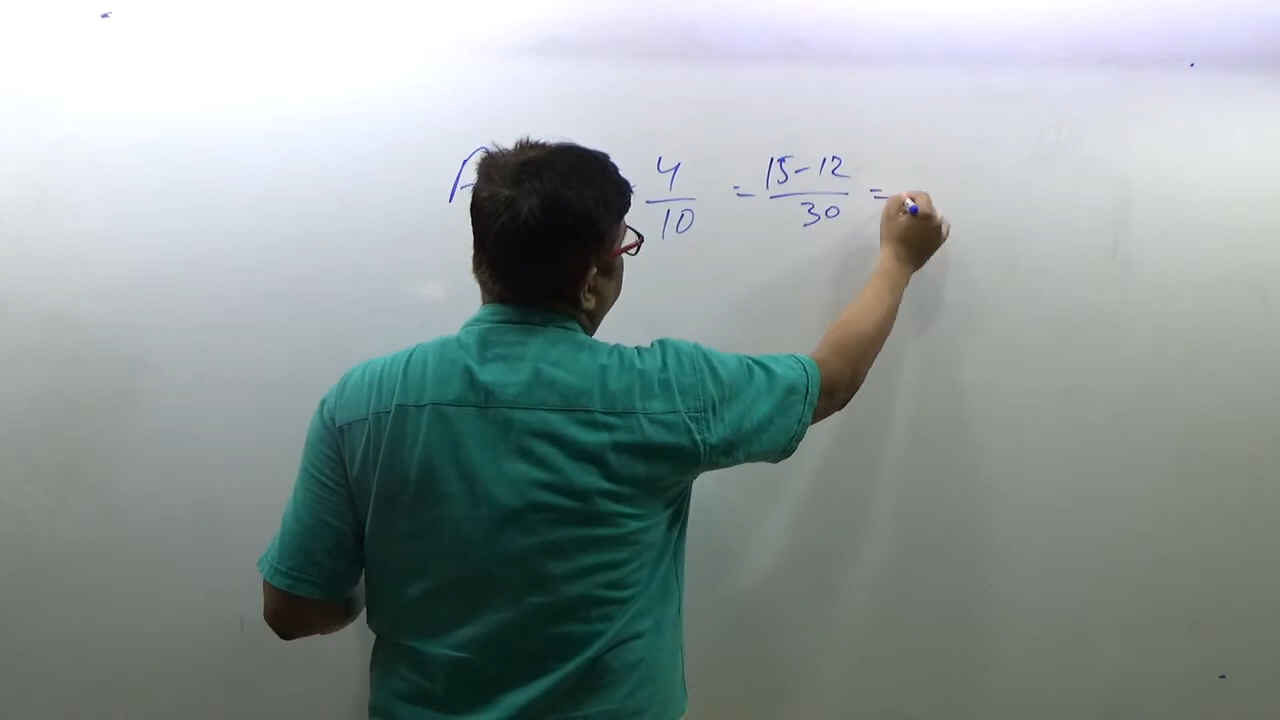 A - 4/10 = 15-12/30 =